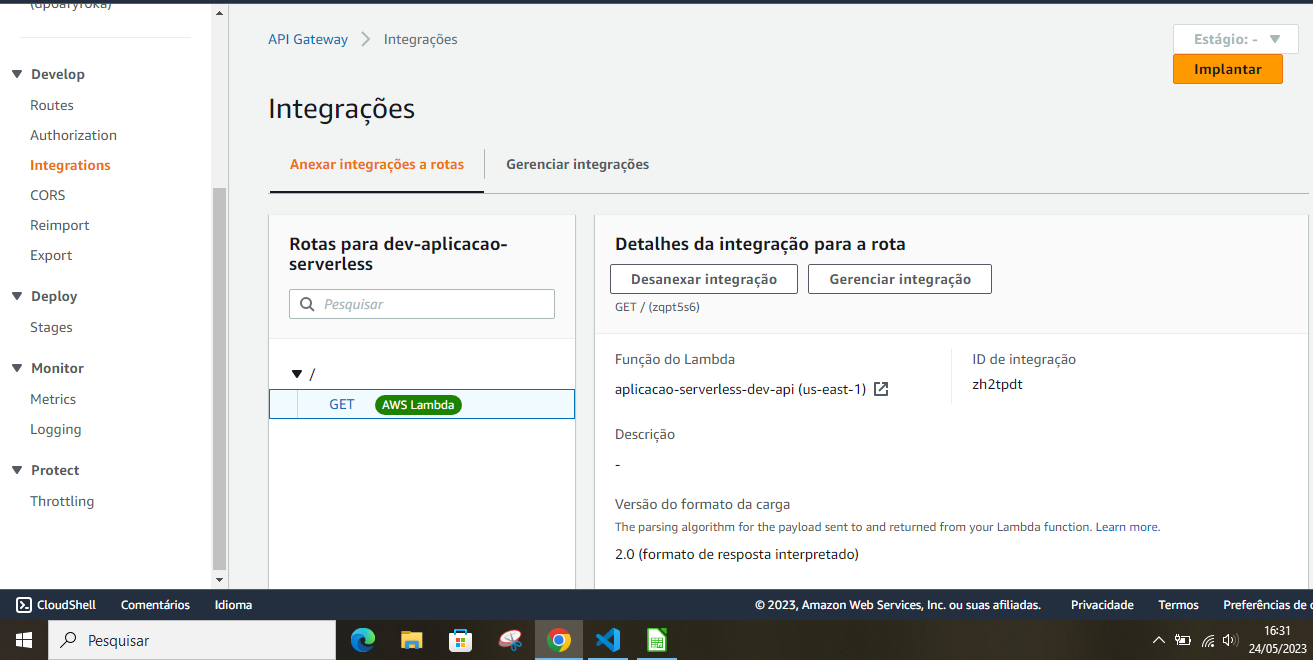 (dpoaryroka)
Develop
Routes
Authorization
Integrations
CORS
Reimport
Export
Deploy
Stages
Monitor
Metrics
Logging
Protect
Throttling
API Gateway
Integrações
Estágio: -
Implantar
Integrações
Anexar integrações a rotas
Gerenciar integrações
Rotas para dev-aplicacao-
serverless
Pesquisar
/
GET
AWS Lambda
Detalhes da integração para a rota
Desanexar integração
Gerenciar integração
GET / (zqpt5s6)
Função do Lambda
aplicacao-serverless-dev-api (us-east-1)
ID de integração
zh2tpdt
Descrição
-
Versão do formato da carga
The parsing algorithm for the payload sent to and returned from your Lambda function. Learn more.
2.0 (formato de resposta interpretado)
CloudShell
Comentários
Idioma
© 2023, Amazon Web Services, Inc. ou suas afiliadas.
Privacidade
Termos
Preferências de
Pesquisar
16:31
24/05/2023